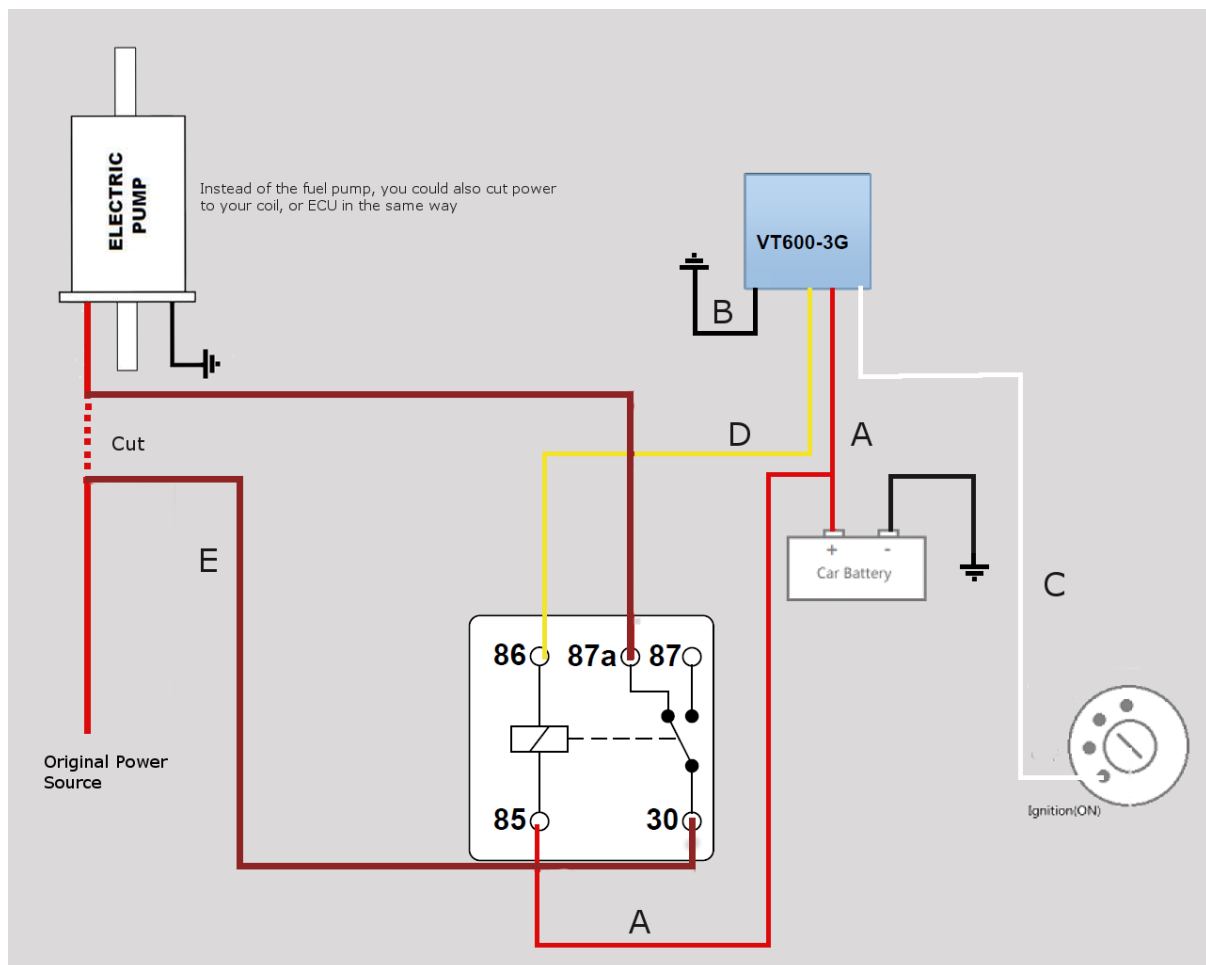 ELECTRIC
PUMP
Instead of the fuel pump, you could also cut power
to your coil, or ECU in the same way
VT600-3G
B
D
A
Cut
+ -
Car Battery
E
C
86 87a 87
Original Power
Source
85 30
Ignition(ON)
A